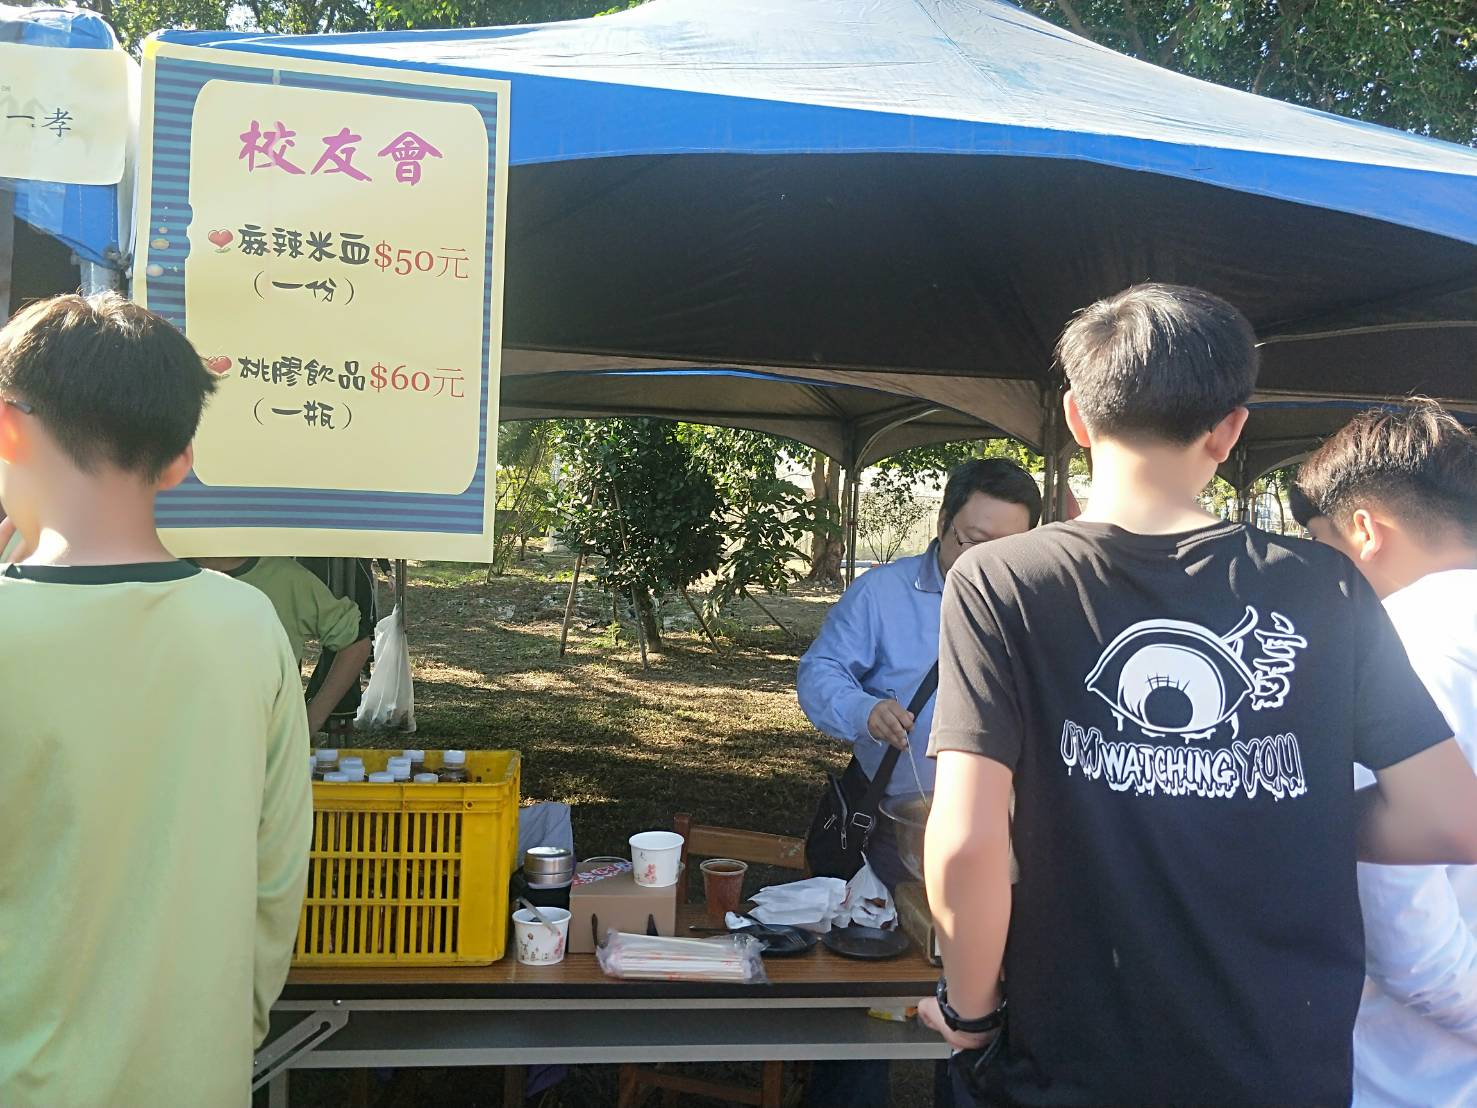 一孝
校友會
麻辣米血$50元
（一份）
桃膠飲品$60元
（一瓶）
I'M WATCHING YOU